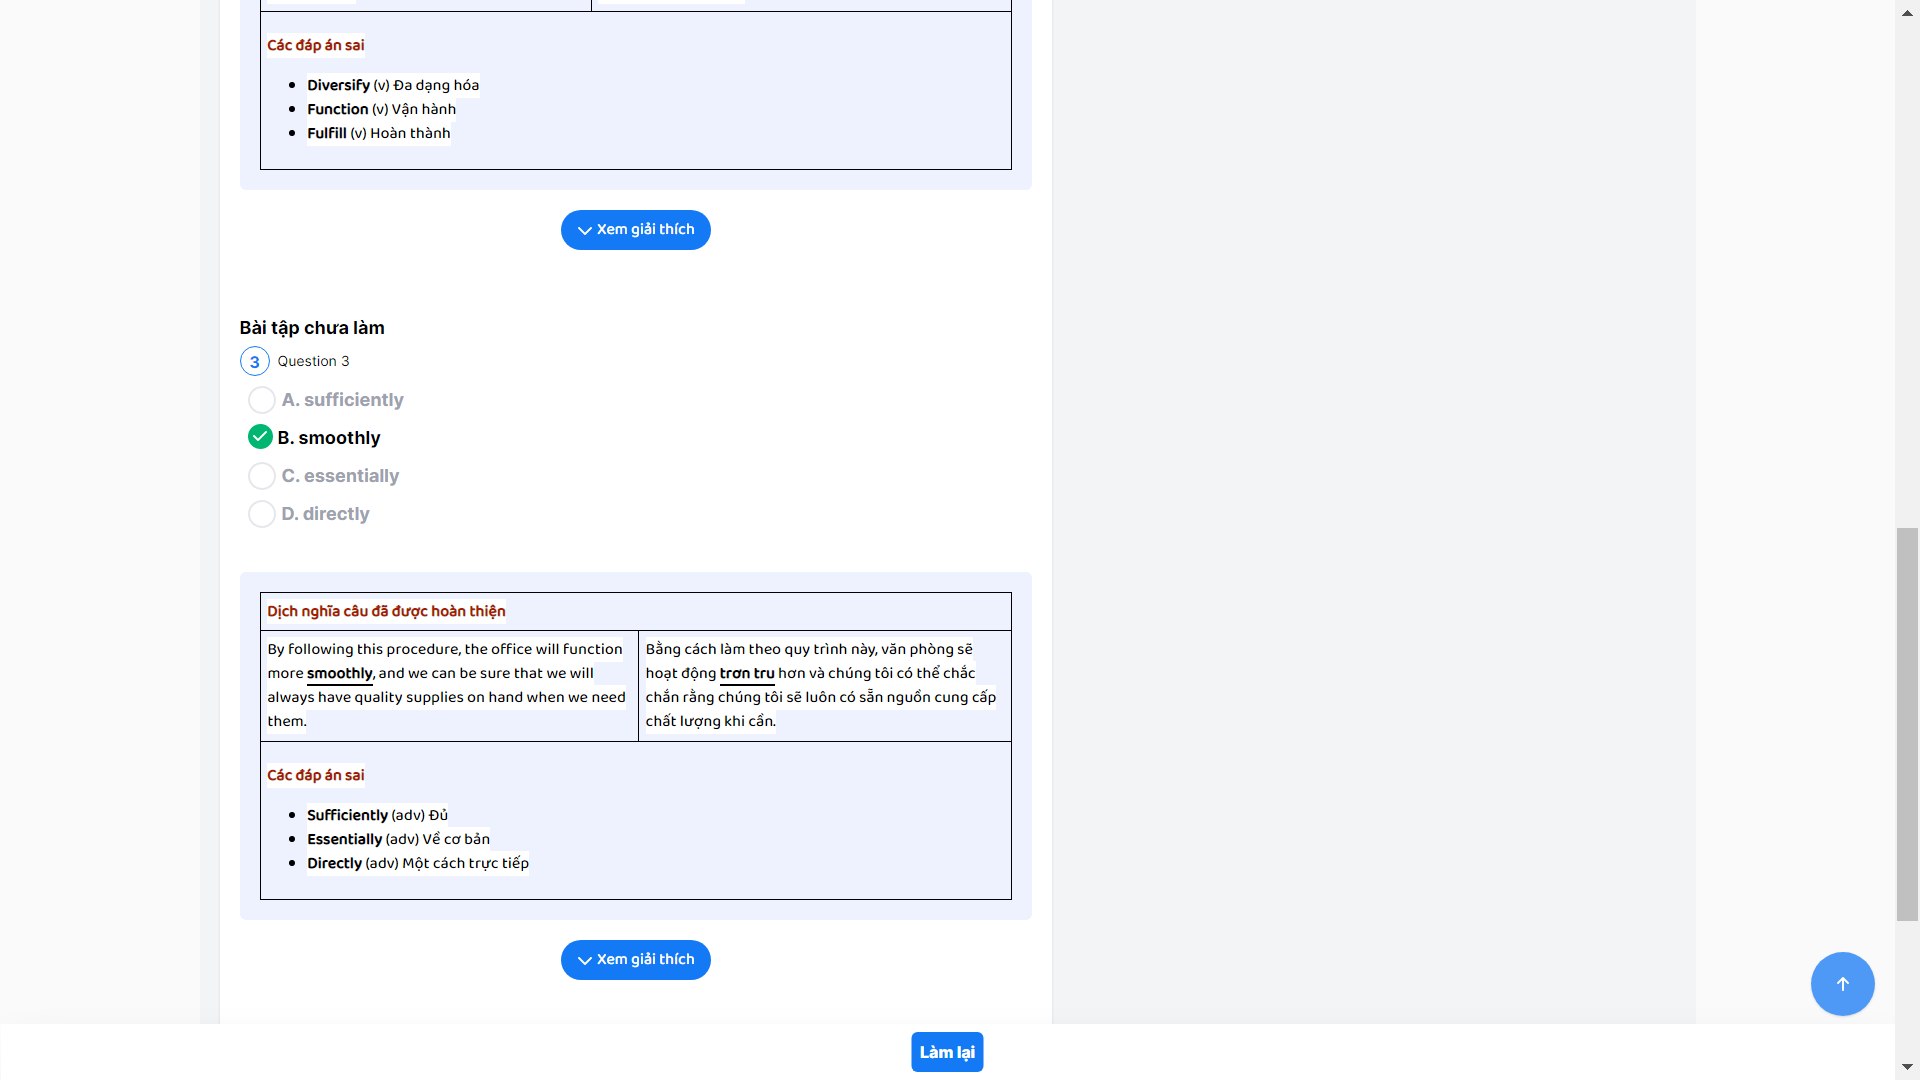 Các đáp án sai
Diversify (v) Đa dạng hóa
Function (v) Vận hành
Fulfill (v) Hoàn thành
Xem giải thích
Bài tập chưa làm
3 Question 3
A. sufficiently
B. smoothly
C. essentially
D. directly
Dịch nghĩa câu đã được hoàn thiện
By following this procedure, the office will function
more smoothly, and we can be sure that we will
always have quality supplies on hand when we need
them.
Bằng cách làm theo quy trình này, văn phòng sẽ
hoạt động trơn tru hơn và chúng tôi có thể chắc
chắn rằng chúng tôi sẽ luôn có sẵn nguồn cung cấp
chất lượng khi cần.
Các đáp án sai
Sufficiently (adv) Đủ
Essentially (adv) Về cơ bản
Directly (adv) Một cách trực tiếp
Xem giải thích
Làm lại